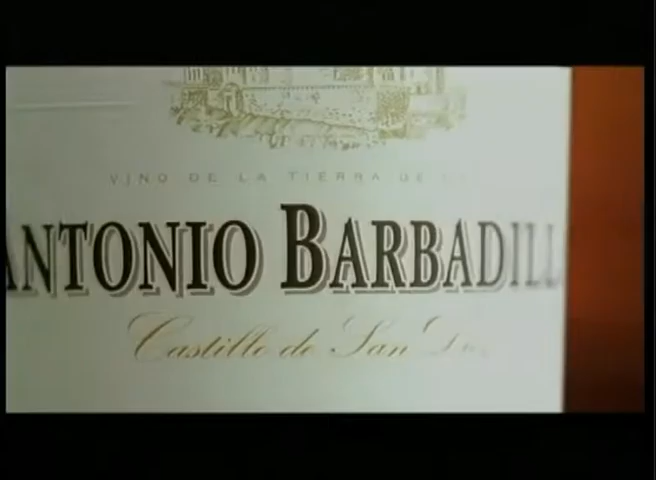 VINO DE LA TIERRA DE
ANTONIO BARBADILL
Castillo de San